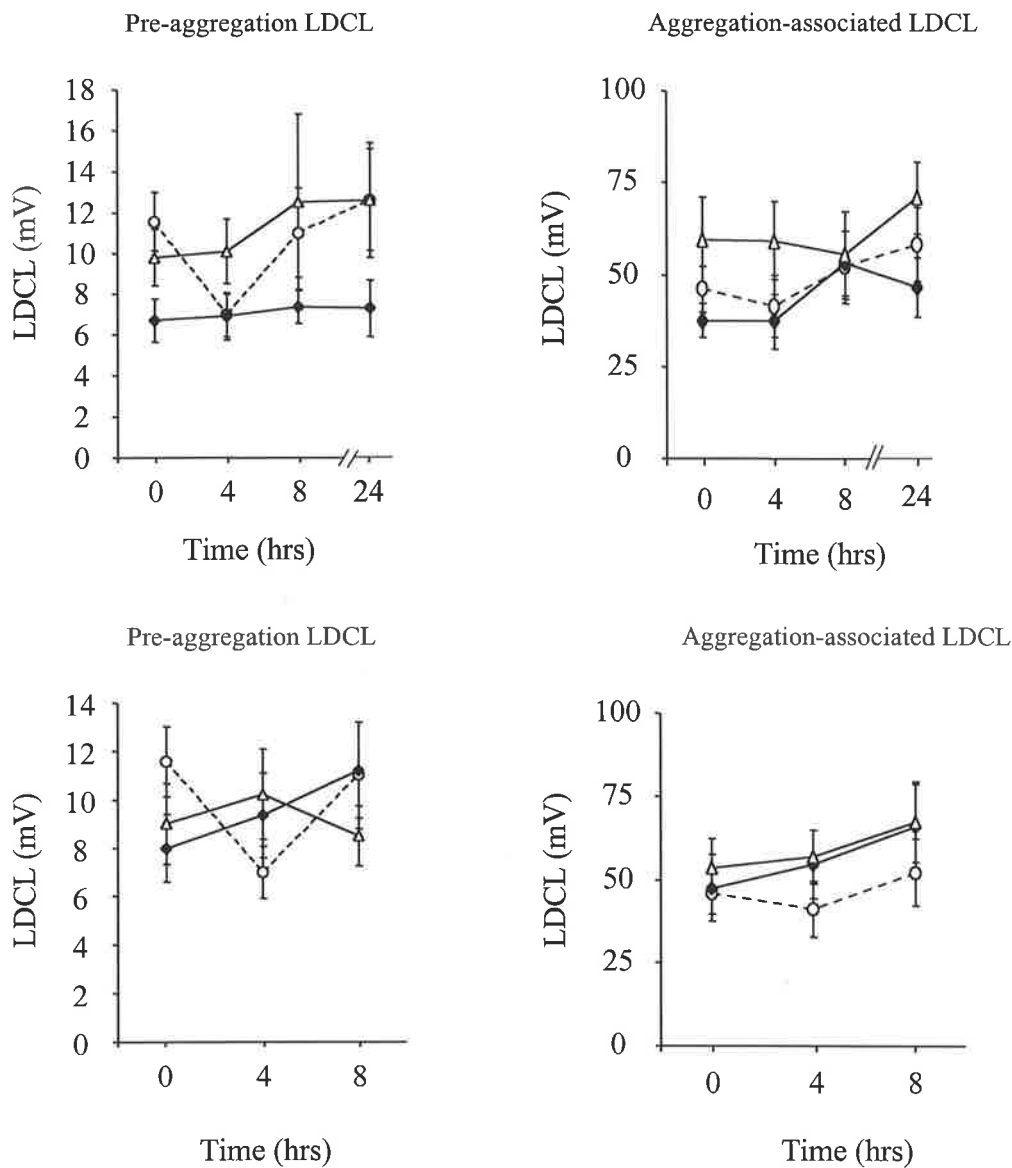 Pre-aggregation LDCL
LDCL (mV)
18
16
14
12
10
8
6
4
2
0
0 4 8 24
Time (hrs)
Aggregation-associated LDCL
LDCL (mV)
100
75
50
25
0
0 4 8 24
Time (hrs)
Pre-aggregation LDCL
LDCL (mV)
14
12
10
8
6
4
2
0
0 4 8
Time (hrs)
Aggregation-associated LDCL
LDCL (mV)
100
75
50
25
0
0 4 8
Time (hrs)